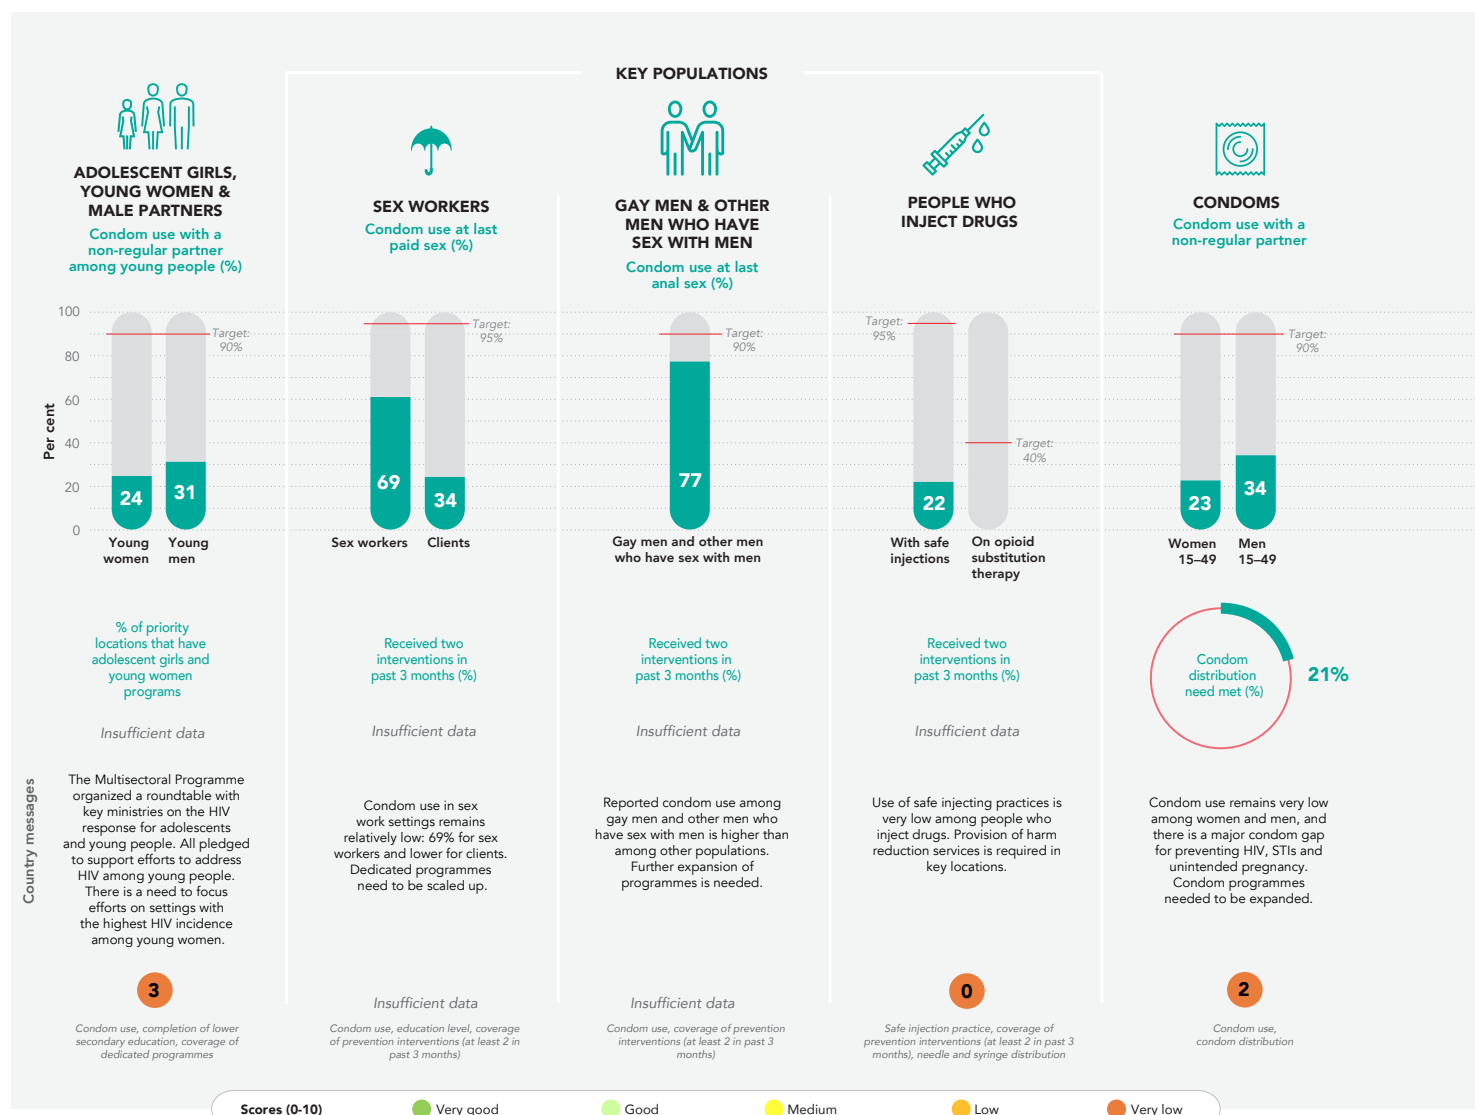 KEY POPULATIONS
ADOLESCENT GIRLS,
YOUNG WOMEN &
MALE PARTNERS
Condom use with a
non-regular partner
among young people (%)
SEX WORKERS
Condom use at last
paid sex (%)
GAY MEN & OTHER
MEN WHO HAVE
SEX WITH MEN
Condom use at last
anal sex (%)
PEOPLE WHO
INJECT DRUGS
CONDOMS
Condom use with a
non-regular partner
Per cent
100
80
60
40
20
0
Target:
90%
24
31
Young
women
Young
men
Target:
95%
69
34
Sex workers
Clients
Target:
90%
77
Gay men and other men
who have sex with men
Target:
95%
Target:
40%
22
With safe
injections
On opioid
substitution
therapy
Target:
90%
23
34
Women
15–49
Men
15–49
% of priority
locations that have
adolescent girls and
young women
programs
Insufficient data
Received two
interventions in
past 3 months (%)
Insufficient data
Received two
interventions in
past 3 months (%)
Insufficient data
Received two
interventions in
past 3 months (%)
Insufficient data
Condom
distribution
need met (%)
21%
Country messages
The Multisectoral Programme
organized a roundtable with
key ministries on the HIV
response for adolescents
and young people. All pledged
to support efforts to address
HIV among young people.
There is a need to focus
efforts on settings with
the highest HIV incidence
among young women.
Condom use in sex
work settings remains
relatively low: 69% for sex
workers and lower for clients.
Dedicated programmes
need to be scaled up.
Reported condom use among
gay men and other men who
have sex with men is higher than
among other populations.
Further expansion of
programmes is needed.
Use of safe injecting practices is
very low among people who
inject drugs. Provision of harm
reduction services is required in
key locations.
Condom use remains very low
among women and men, and
there is a major condom gap
for preventing HIV, STIs and
unintended pregnancy.
Condom programmes
needed to be expanded.
3
Condom use, completion of lower
secondary education, coverage of
dedicated programmes
Insufficient data
Condom use, education level, coverage
of prevention interventions (at least 2 in
past 3 months)
Insufficient data
Condom use, coverage of prevention
interventions (at least 2 in past 3
months)
0
Safe injection practice, coverage of
prevention interventions (at least 2 in past 3
months), needle and syringe distribution
2
Condom use,
condom distribution
Scores (0-10)
Very good
Good
Medium
Low
Very low